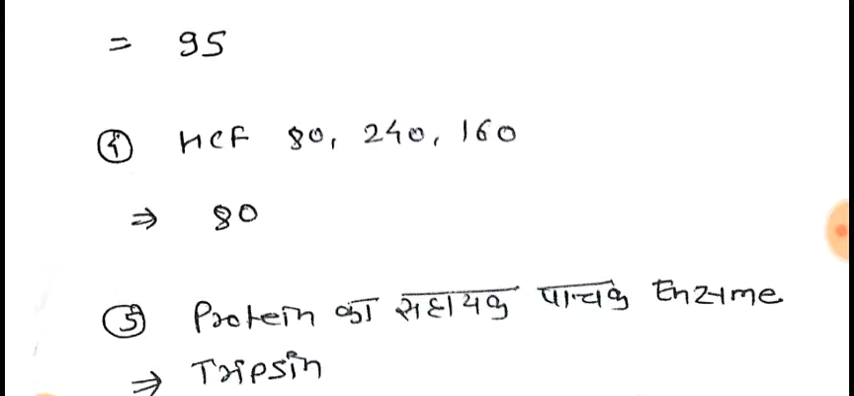 = 95
④ HCF 80, 240, 160
⇒ 80
⑤ Protein का सहायक पाचक Enzyme
⇒ Tripsin